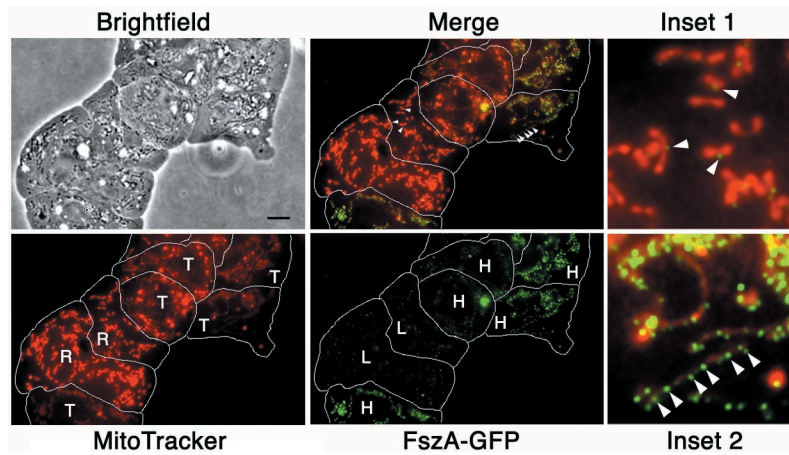 Brightfield
Merge
Inset 1
T
T
T
T
R
R
T
H
H
H
H
L
L
H
MitoTracker
FszA-GFP
Inset 2